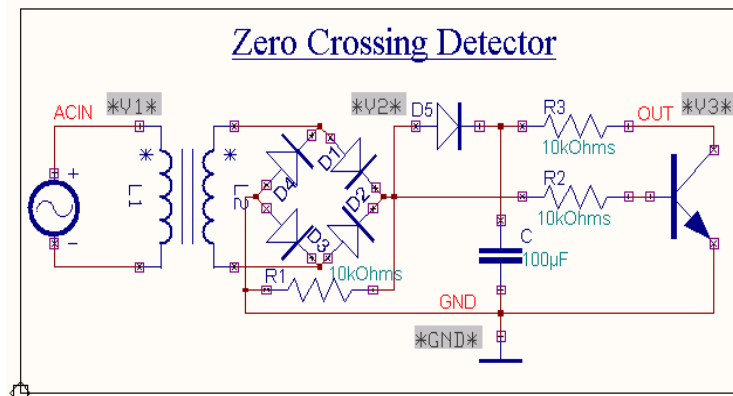 Zero Crossing Detector
ACIN
*V1*
*V2*
D5
R3
OUT
*V3*
10kOhms
*
*
L1
L2
D4
D1
D3
D2
R2
10kOhms
+
-
R1
10kOhms
C
100µF
GND
*GND*